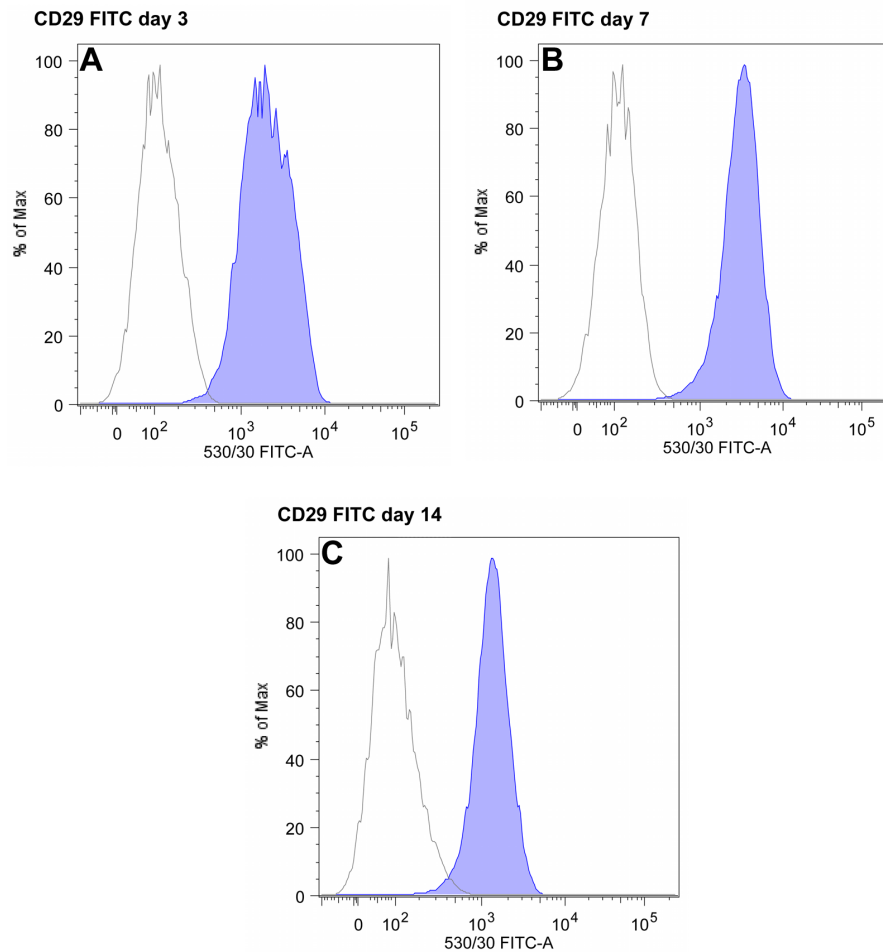 CD29 FITC day 3
A
100
80
60
40
20
0
% of Max
0 10² 10³ 10⁴ 10⁵
530/30 FITC-A
CD29 FITC day 7
B
100
80
60
40
20
0
% of Max
0 10² 10³ 10⁴ 10⁵
530/30 FITC-A
CD29 FITC day 14
C
100
80
60
40
20
0
% of Max
0 10² 10³ 10⁴ 10⁵
530/30 FITC-A